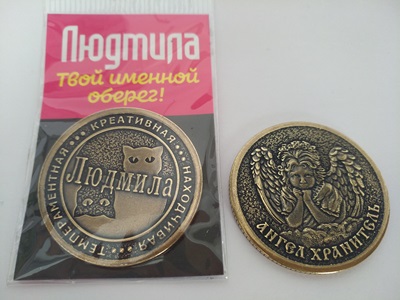 Людмила
Твой именной
оберег!
ТЕМПЕРАМЕНТНАЯ • • • КРЕАТИВНАЯ • • • НАХОДЧИВАЯ • • •
Людмила
АНГЕЛ ХРАНИТЕЛЬ